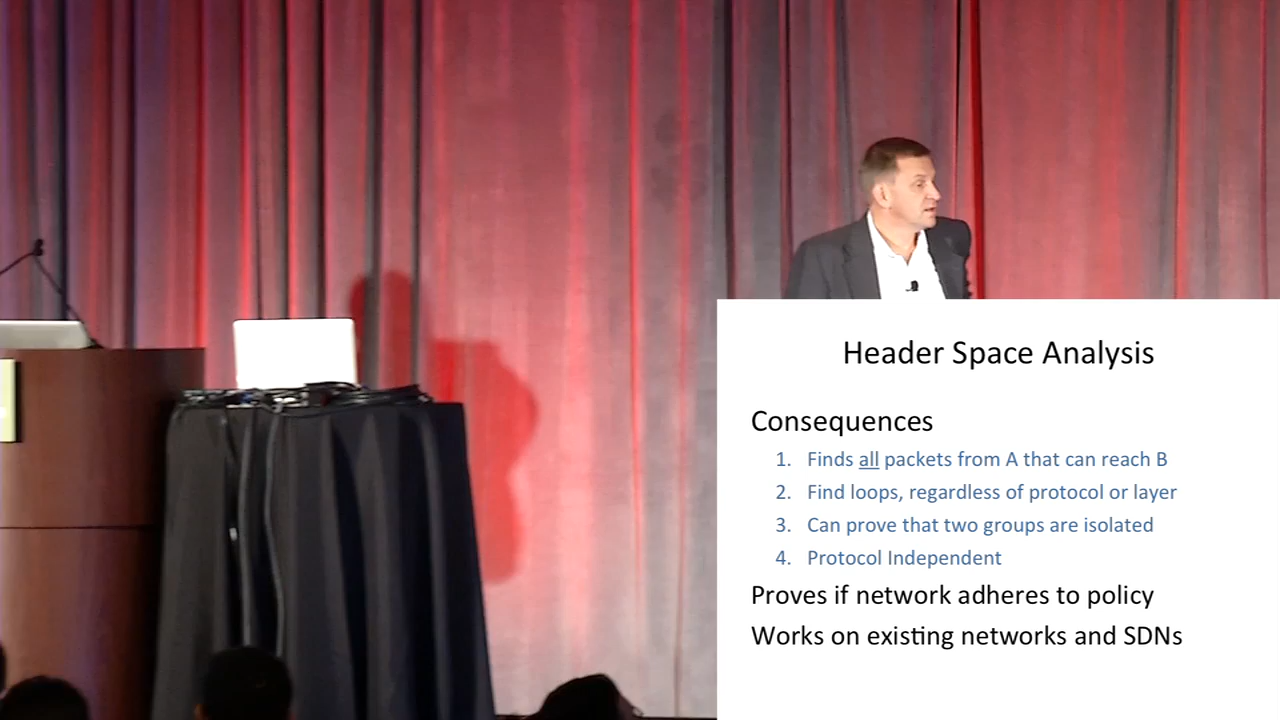 Header Space Analysis
Consequences
1. Finds all packets from A that can reach B
2. Find loops, regardless of protocol or layer
3. Can prove that two groups are isolated
4. Protocol Independent
Proves if network adheres to policy
Works on existing networks and SDNs